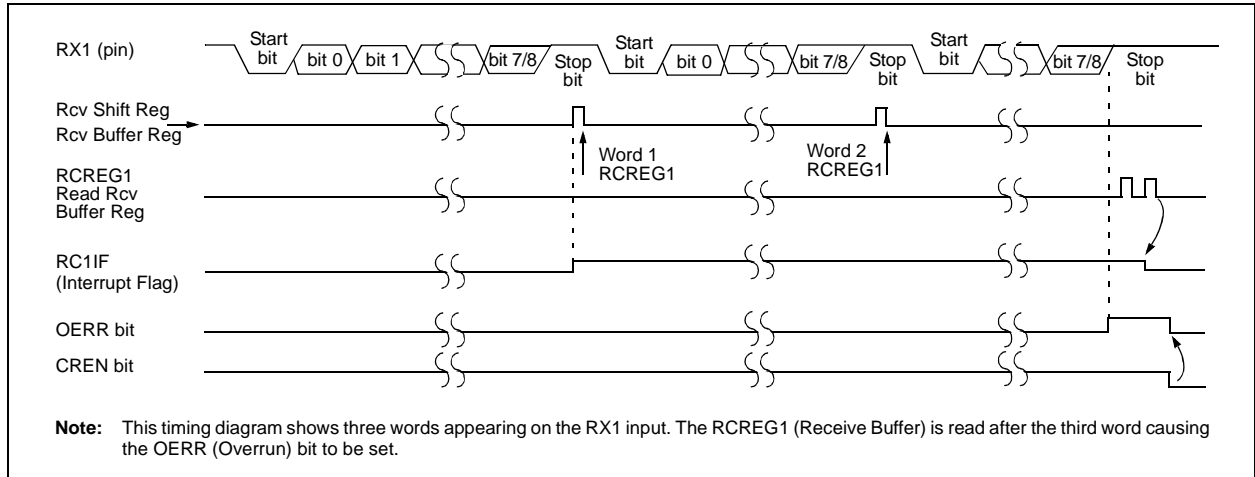 RX1 (pin)
Start bit
bit 0
bit 1
bit 7/8
Stop bit
Start bit
bit 0
bit 7/8
Stop bit
Start bit
bit 7/8
Stop bit
Rcv Shift Reg
Rcv Buffer Reg
Word 1
RCREG1
Word 2
RCREG1
RCREG1
Read Rcv
Buffer Reg
RC1IF
(Interrupt Flag)
OERR bit
CREN bit
Note: This timing diagram shows three words appearing on the RX1 input. The RCREG1 (Receive Buffer) is read after the third word causing
the OERR (Overrun) bit to be set.